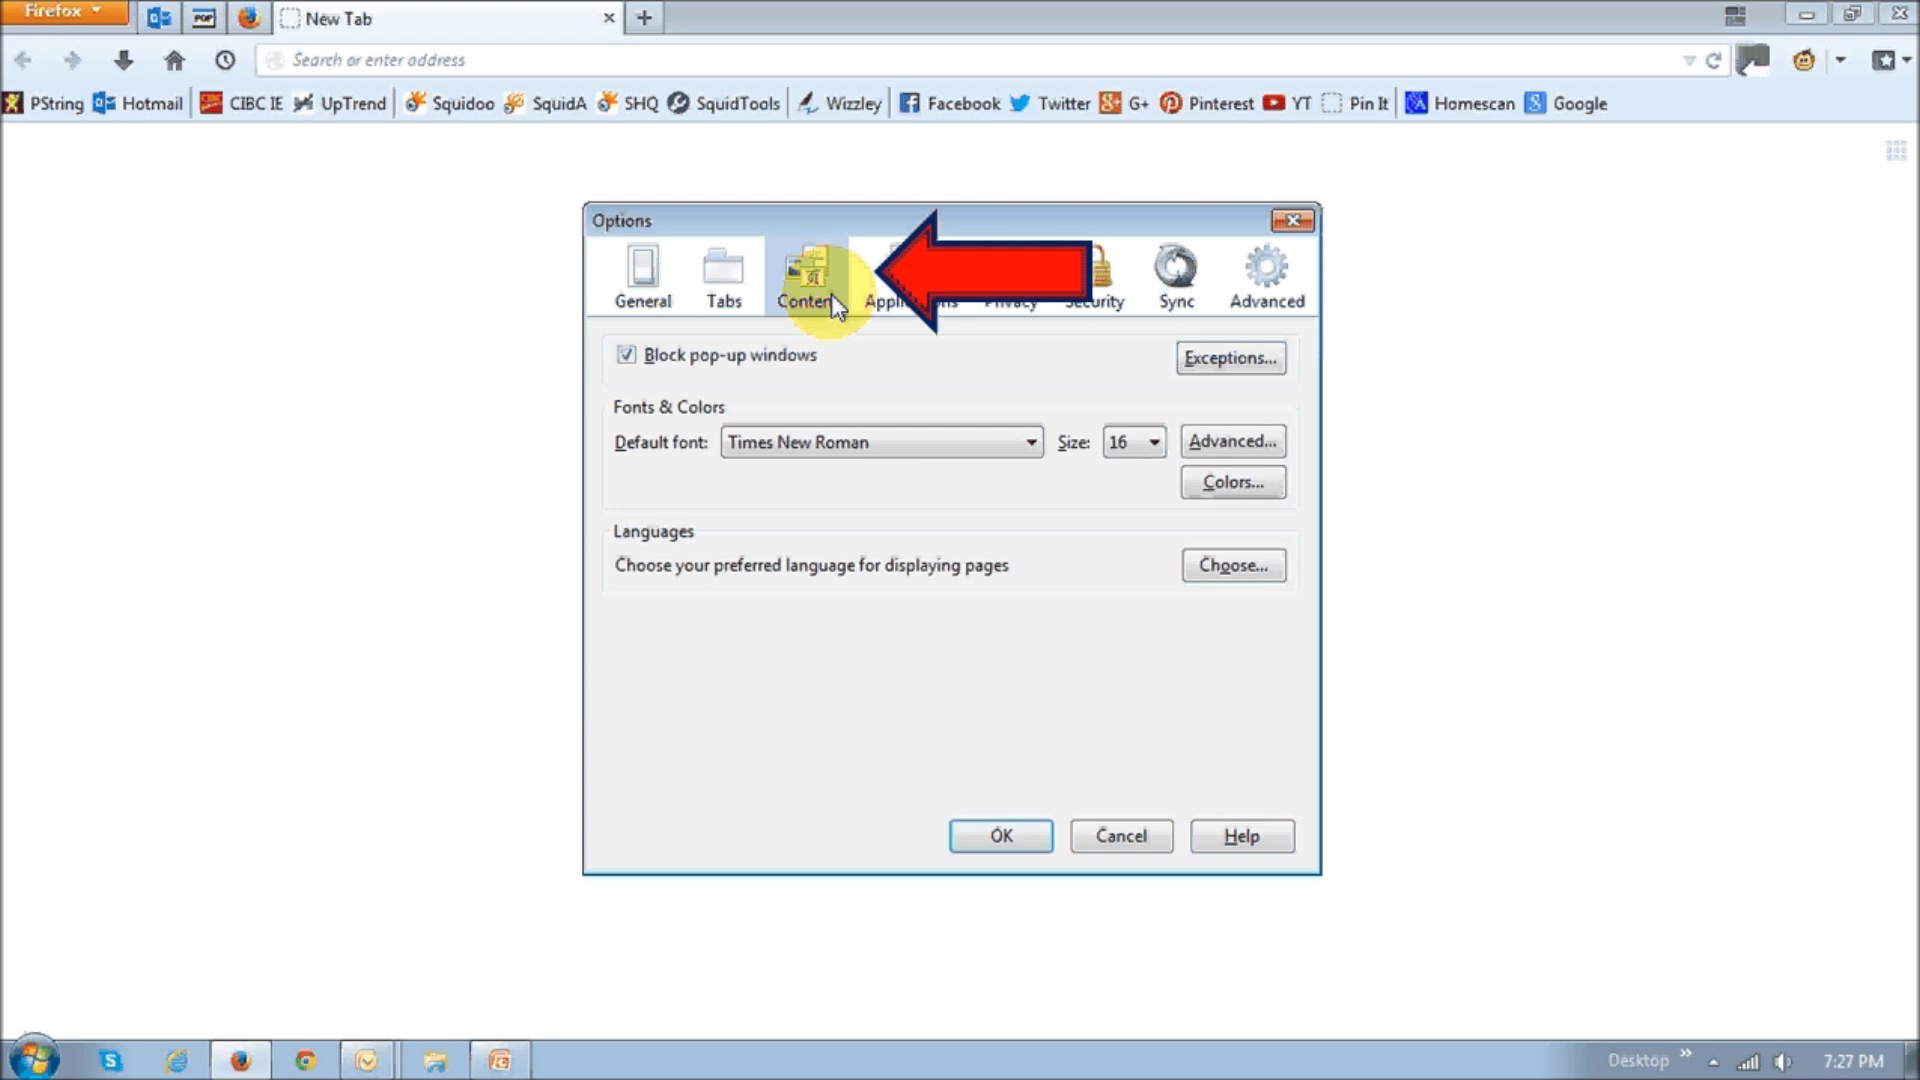 Firefox
POP
New Tab
Search or enter address
PString Hotmail CIBC IE UpTrend Squidoo SquidA SHQ SquidTools Wizzley Facebook Twitter G+ Pinterest YT Pin It Homescan Google
Options
General Tabs Conten Security Sync Advanced
Block pop-up windows Exceptions...
Fonts & Colors
Default font: Times New Roman Size: 16 Advanced...
Colors...
Languages
Choose your preferred language for displaying pages Choose...
OK Cancel Help
Desktop 7:27 PM